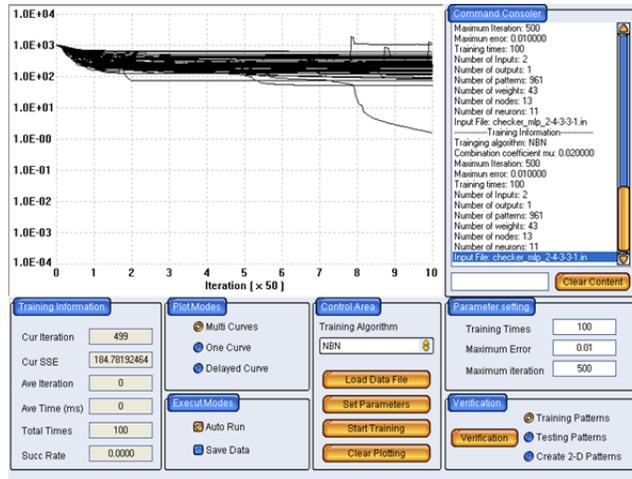 1.0E+04
1.0E+03
1.0E+02
1.0E+01
1.0E-00
1.0E-01
1.0E-02
1.0E-03
1.0E-04
0 1 2 3 4 5 6 7 8 9 10
Iteration [ × 50 ]
Command Consoler
Maximum Iteration: 500
Maximun error: 0.010000
Training times: 100
Number of Inputs: 2
Number of outputs: 1
Number of patterns: 961
Number of weights: 43
Number of nodes: 13
Number of neurons: 11
Input File: checker_mlp_2-4-3-3-1.in
---------------Training Information---------------
Trainging algorithm: NBN
Combination coefficient mu: 0.020000
Maximum Iteration: 500
Maximun error: 0.010000
Training times: 100
Number of Inputs: 2
Number of outputs: 1
Number of patterns: 961
Number of weights: 43
Number of nodes: 13
Number of neurons: 11
Input File: checker_mlp_2-4-3-3-1.in
Clear Content
Training Information
Cur Iteration 499
Cur SSE 184.78192464
Ave Iteration 0
Ave Time (ms) 0
Total Times 100
Succ Rate 0.0000
Plot Modes
Multi Curves
One Curve
Delayed Curve
Execut Modes
Auto Run
Save Data
Control Area
Training Algorithm
NBN
Load Data File
Set Parameters
Start Training
Clear Plotting
Parameter setting
Training Times 100
Maximum Error 0.01
Maximum iteration 500
Verification
Verification
Training Patterns
Testing Patterns
Create 2-D Patterns